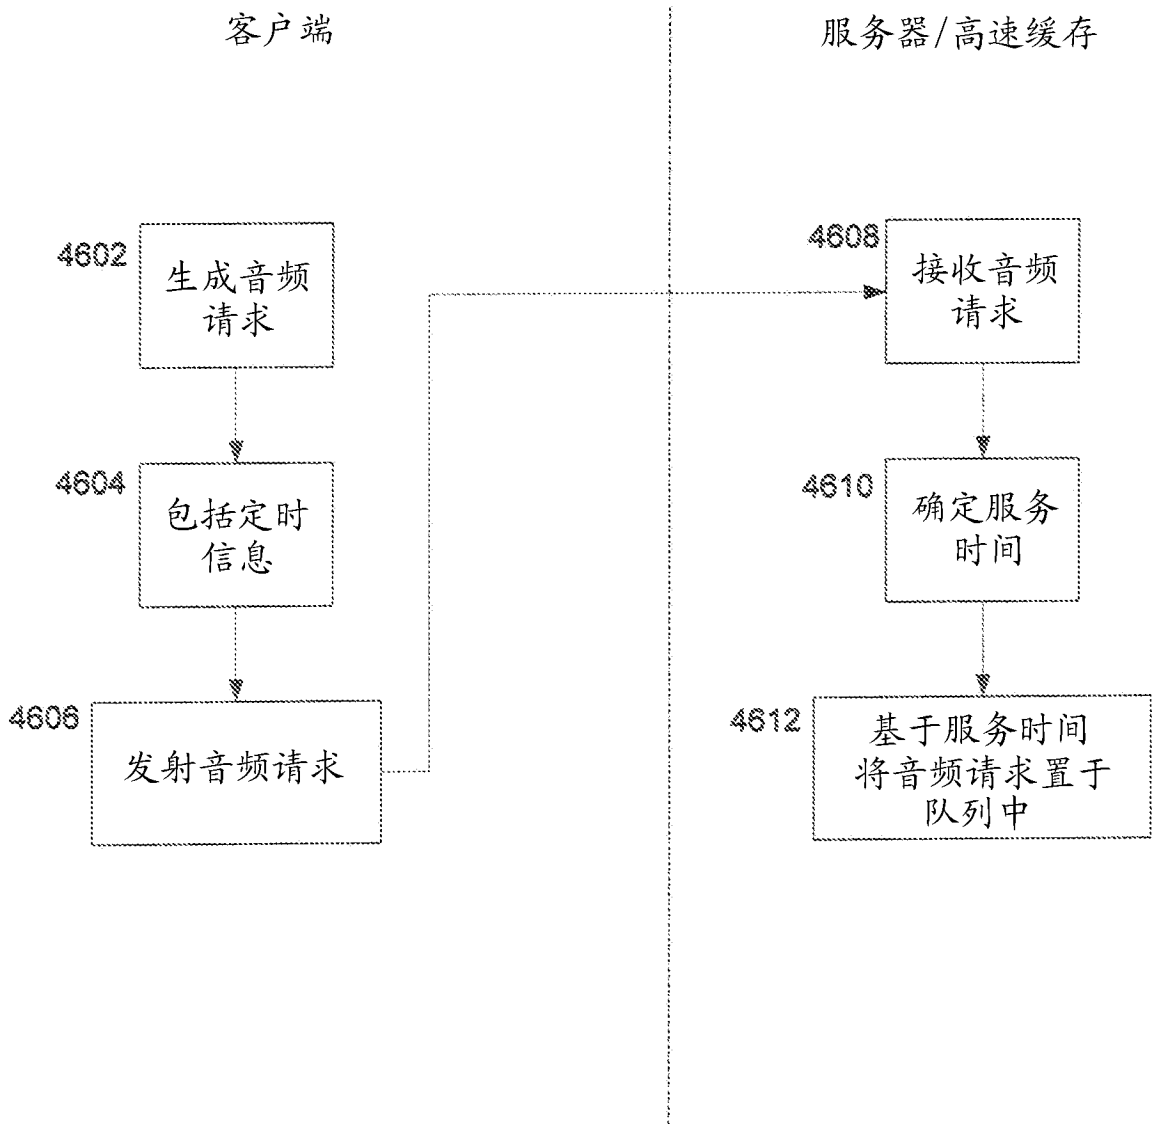 客户端
服务器/高速缓存
4602
生成音频
请求
4604
包括定时
信息
4606
发射音频请求
4608
接收音频
请求
4610
确定服务
时间
4612
基于服务时间
将音频请求置于
队列中